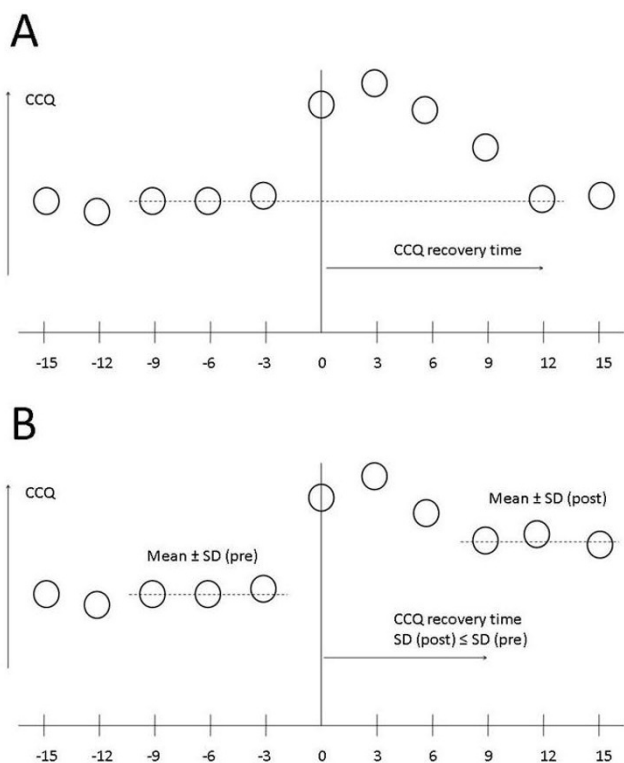 A
CCQ
CCQ recovery time
-15 -12 -9 -6 -3 0 3 6 9 12 15
B
CCQ
Mean ± SD (post)
Mean ± SD (pre)
CCQ recovery time
SD (post) ≤ SD (pre)
-15 -12 -9 -6 -3 0 3 6 9 12 15